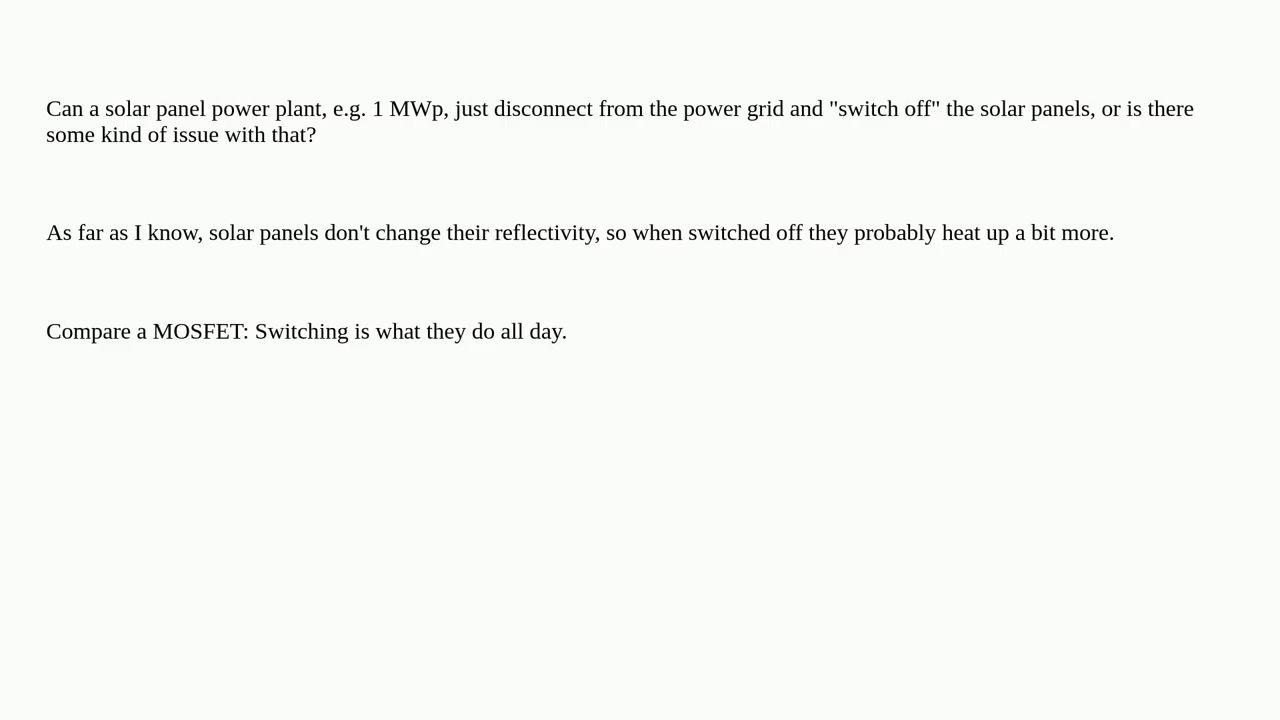 Can a solar panel power plant, e.g. 1 MWp, just disconnect from the power grid and "switch off" the solar panels, or is there
some kind of issue with that?
As far as I know, solar panels don't change their reflectivity, so when switched off they probably heat up a bit more.
Compare a MOSFET: Switching is what they do all day.